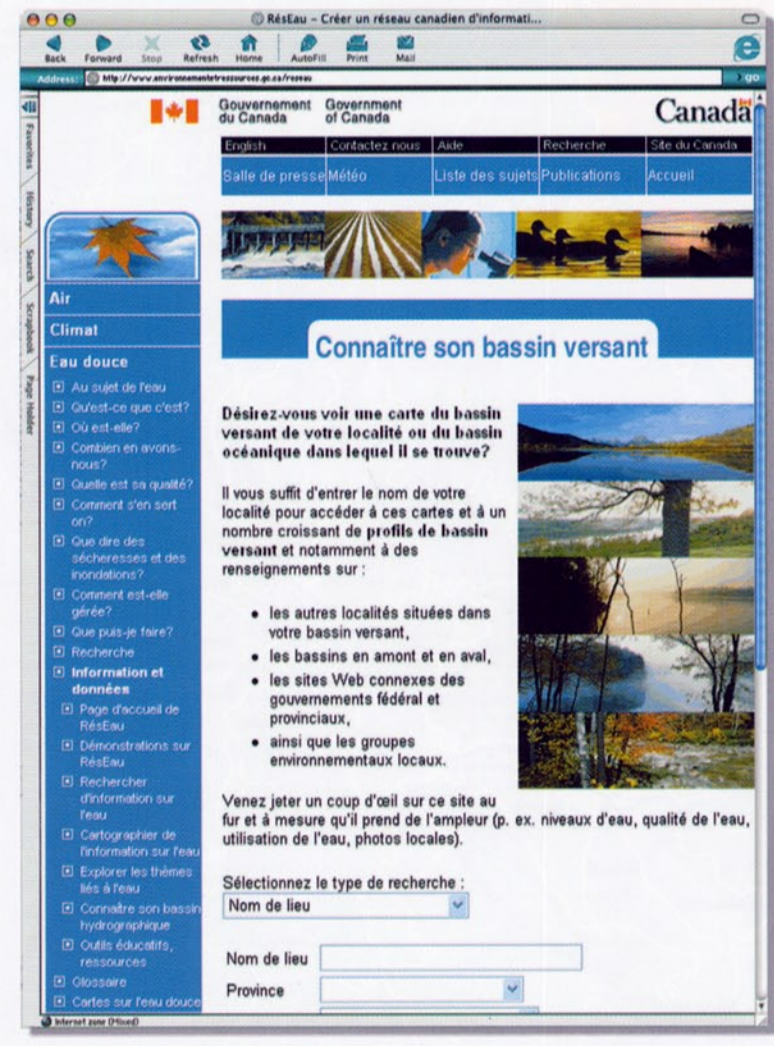 RésEau – Créer un réseau canadien d'informati...
Back Forward Stop Refresh Home AutoFill Print Mail
Address: http://www.environnementetressources.gc.ca/reseau go
Favorites
History
Search
Scrapbook
Page Holder
Gouvernement Government
du Canada of Canada
Canada
English Contactez nous Aide Recherche Site du Canada
Salle de presse Météo Liste des sujets Publications Accueil
Air
Climat
Eau douce
Au sujet de l'eau
Qu'est-ce que c'est?
Où est-elle?
Combien en avons-
nous?
Quelle est sa qualité?
Comment s'en sert
on?
Que dire des
sécheresses et des
inondations?
Comment est-elle
gérée?
Que puis-je faire?
Recherche
Information et
données
Page d'accueil de
RésEau
Démonstrations sur
RésEau
Rechercher
d'information sur
l'eau
Cartographier de
l'information sur l'eau
Explorer les thèmes
liés à l'eau
Connaître son bassin
hydrographique
Outils éducatifs,
ressources
Glossaire
Cartes sur l'eau douce
Connaître son bassin versant
Désirez-vous voir une carte du bassin
versant de votre localité ou du bassin
océanique dans lequel il se trouve?
Il vous suffit d'entrer le nom de votre
localité pour accéder à ces cartes et à un
nombre croissant de profils de bassin
versant et notamment à des
renseignements sur :
• les autres localités situées dans
votre bassin versant,
• les bassins en amont et en aval,
• les sites Web connexes des
gouvernements fédéral et
provinciaux,
• ainsi que les groupes
environnementaux locaux.
Venez jeter un coup d'œil sur ce site au
fur et à mesure qu'il prend de l'ampleur (p. ex. niveaux d'eau, qualité de l'eau,
utilisation de l'eau, photos locales).
Sélectionnez le type de recherche :
Nom de lieu
Nom de lieu
Province
Internet zone (Mixed)